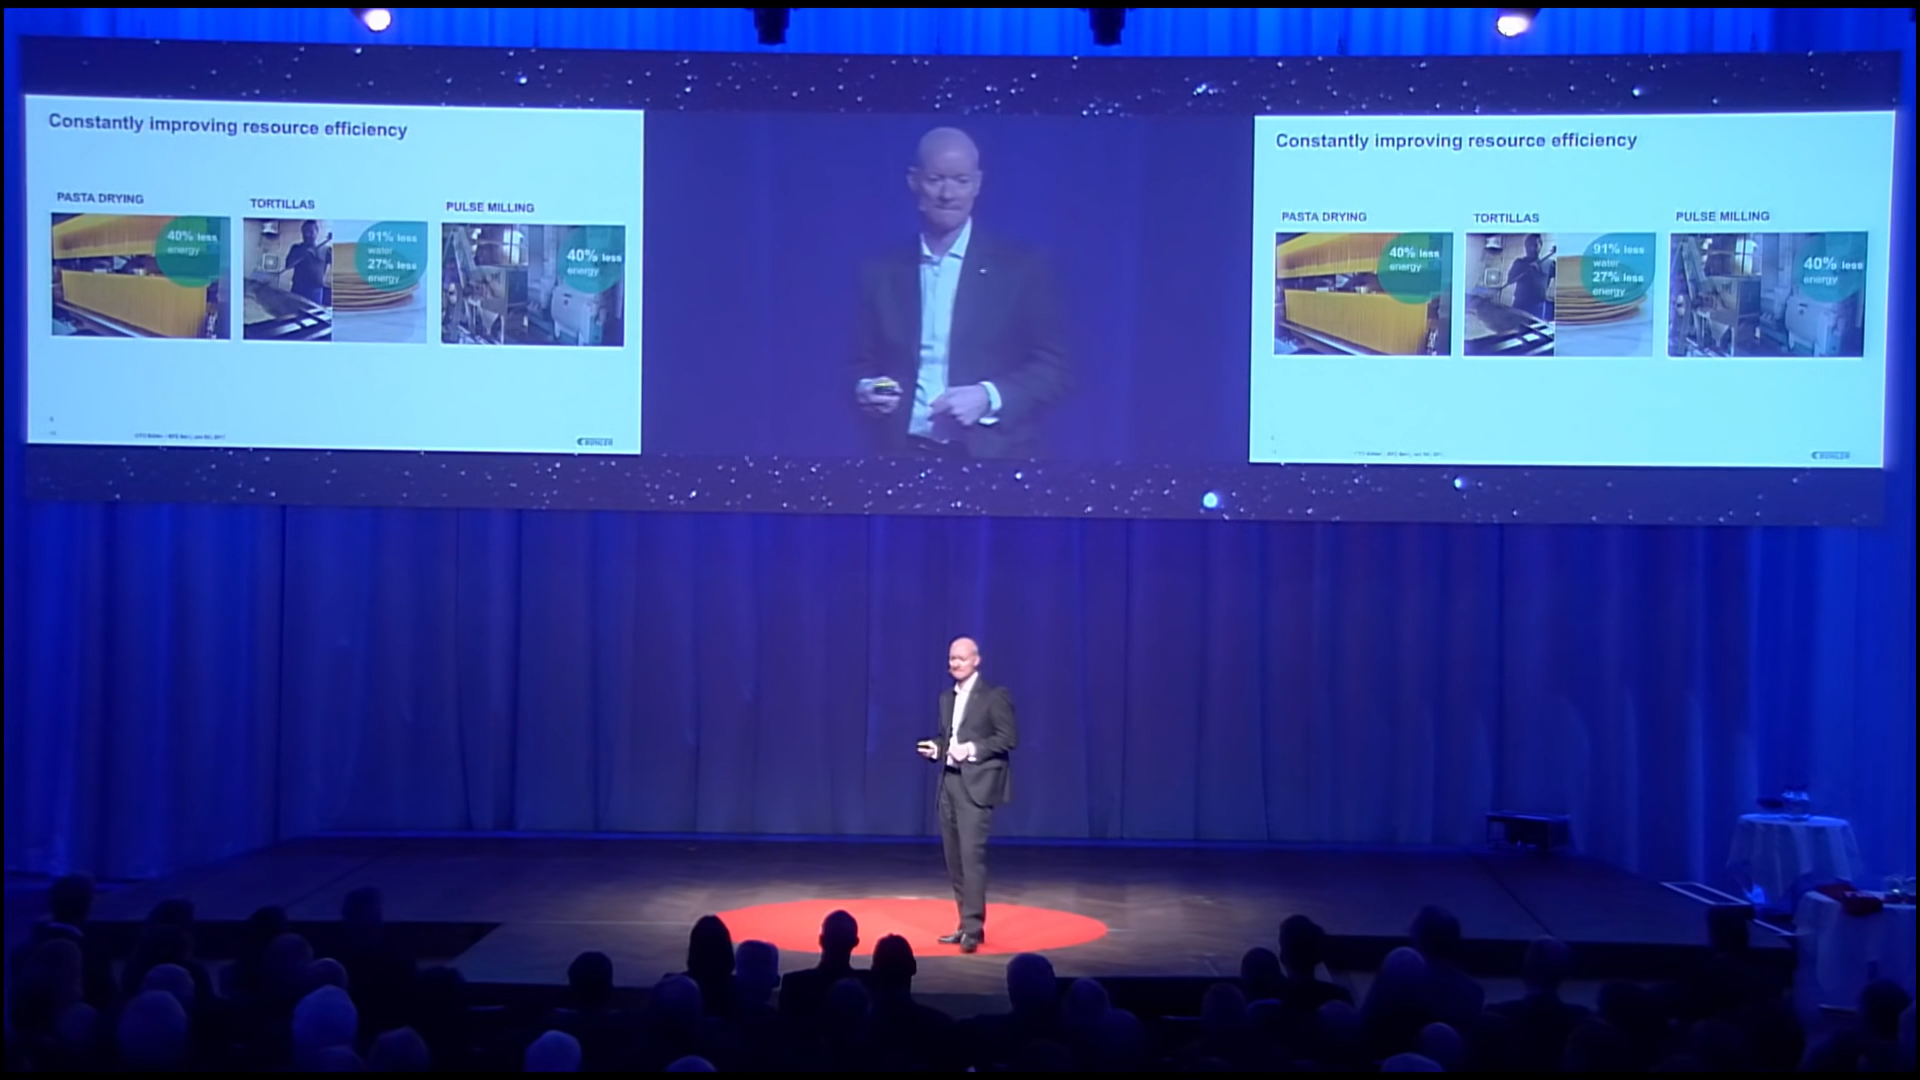 Constantly improving resource efficiency
PASTA DRYING
TORTILLAS
PULSE MILLING
40% less
energy
91% less
water
27% less
energy
40% less
energy
BUHLER
Constantly improving resource efficiency
PASTA DRYING
TORTILLAS
PULSE MILLING
40% less
energy
91% less
water
27% less
energy
40% less
energy
BUHLER